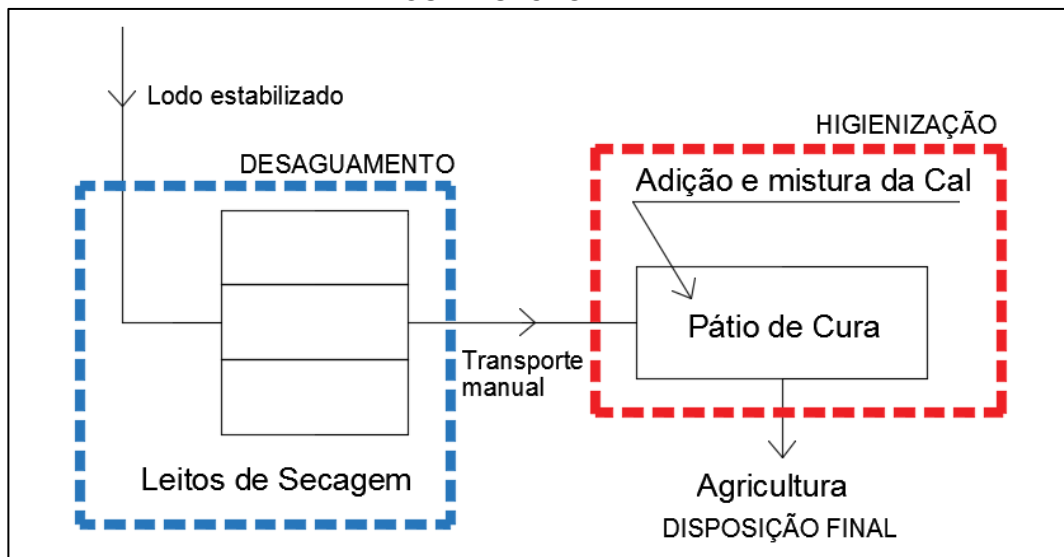 Lodo estabilizado
DESAGUAMENTO
Leitos de Secagem
Transporte
manual
HIGIENIZAÇÃO
Adição e mistura da Cal
Pátio de Cura
Agricultura
DISPOSIÇÃO FINAL